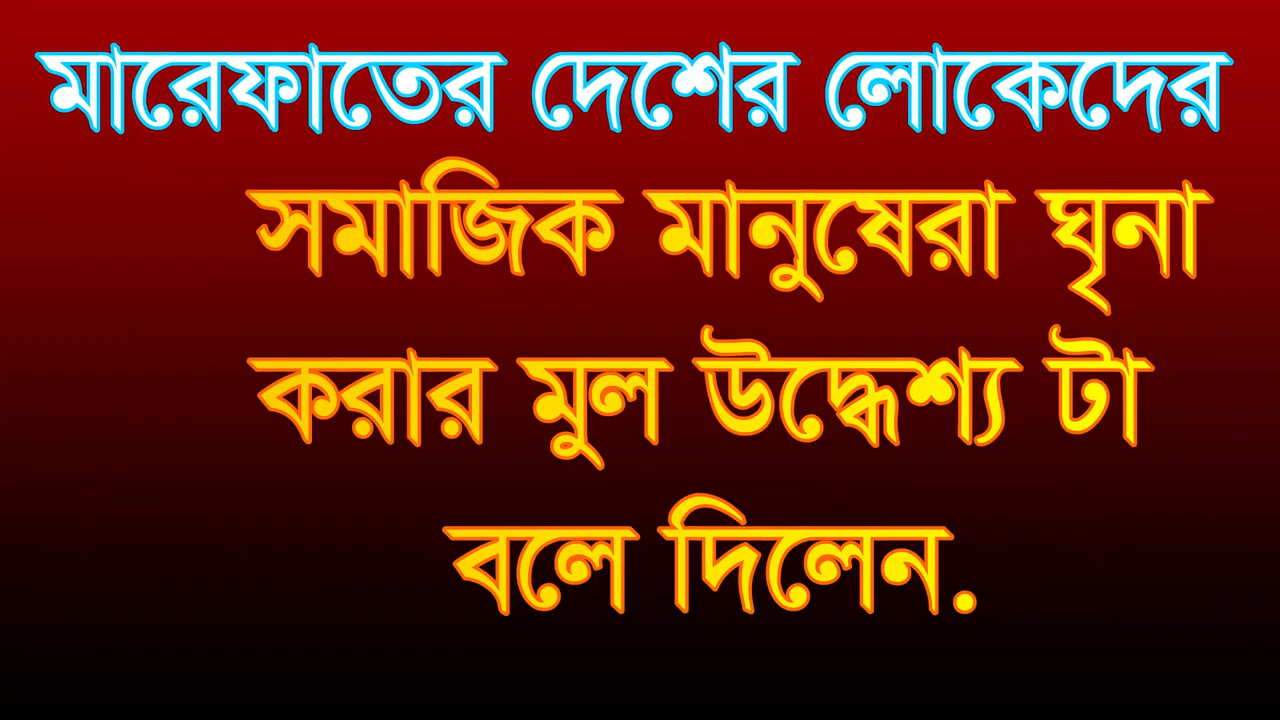 মারেফাতের দেশের লোকেদের
সমাজিক মানুষেরা ঘৃনা
করার মুল উদ্ধেশ্য টা
বলে দিলেন.